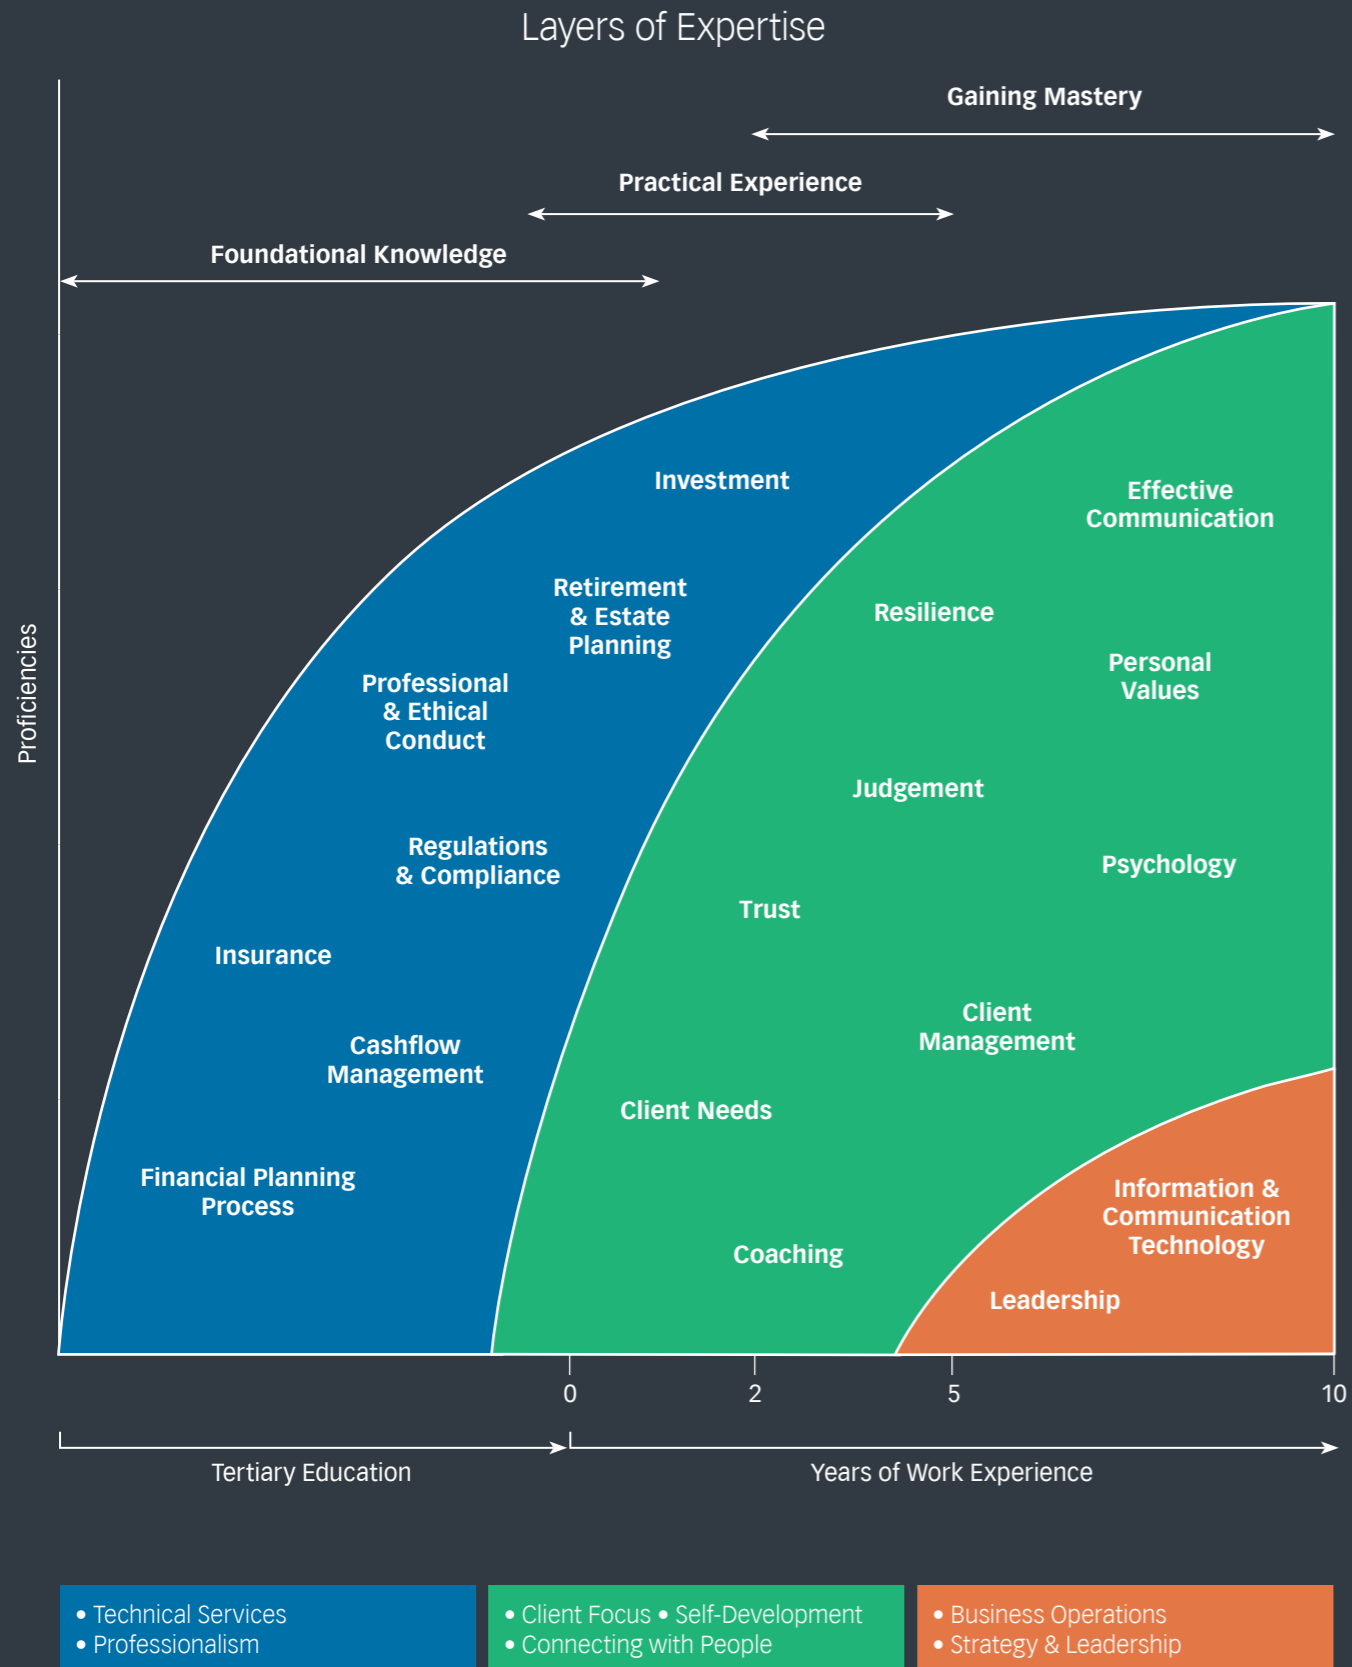 Layers of Expertise
Gaining Mastery
Practical Experience
Foundational Knowledge
Proficiencies
Investment
Effective
Communication
Retirement
& Estate
Planning
Resilience
Personal
Values
Professional
& Ethical
Conduct
Judgement
Regulations
& Compliance
Psychology
Trust
Insurance
Client
Management
Cashflow
Management
Client Needs
Financial Planning
Process
Information &
Communication
Technology
Coaching
Leadership
0 2 5 10
Tertiary Education Years of Work Experience
• Technical Services
• Professionalism
• Client Focus • Self-Development
• Connecting with People
• Business Operations
• Strategy & Leadership